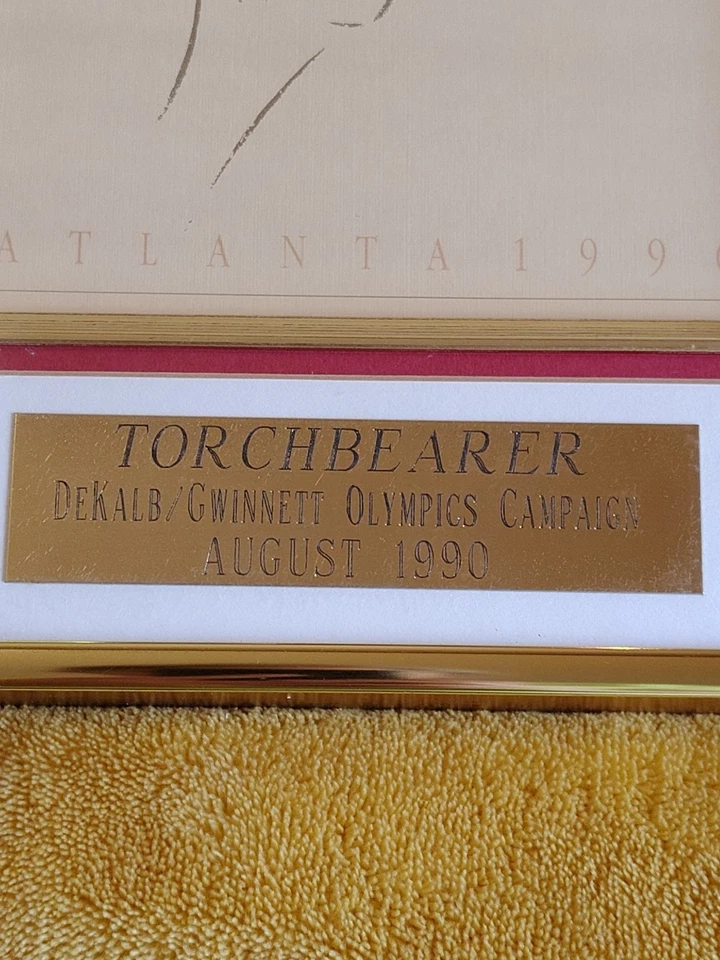 ATLANTA 199
TORCHBEARER
DEKALB/GWINNETT OLYMPICS CAMPAIGN
AUGUST 1990